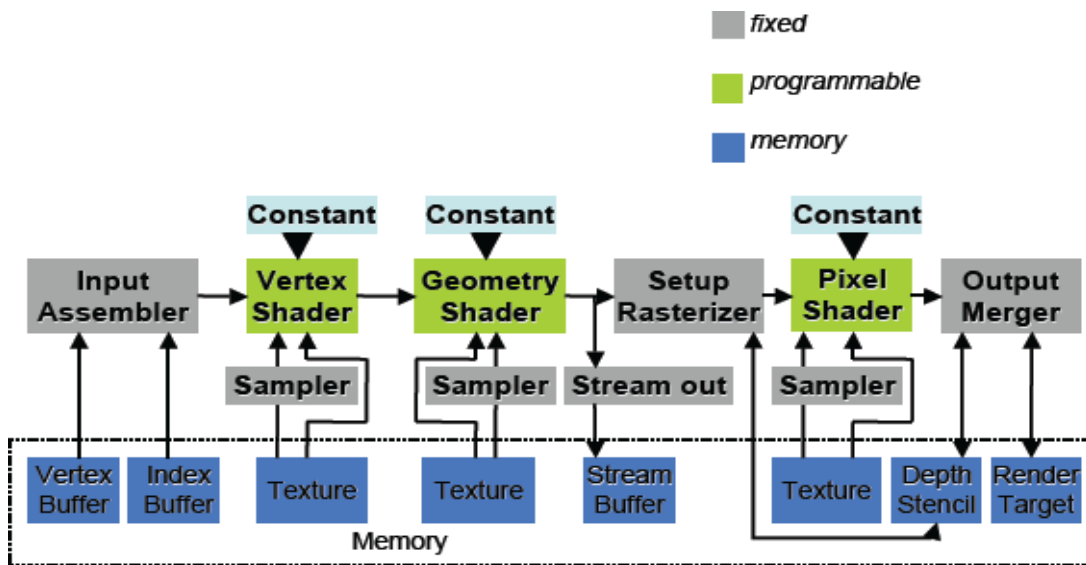 fixed
programmable
memory
Constant
Constant
Constant
Input
Assembler
Vertex
Shader
Geometry
Shader
Setup
Rasterizer
Pixel
Shader
Output
Merger
Sampler
Sampler
Stream out
Sampler
Vertex
Buffer
Index
Buffer
Texture
Texture
Stream
Buffer
Texture
Depth
Stencil
Render
Target
Memory